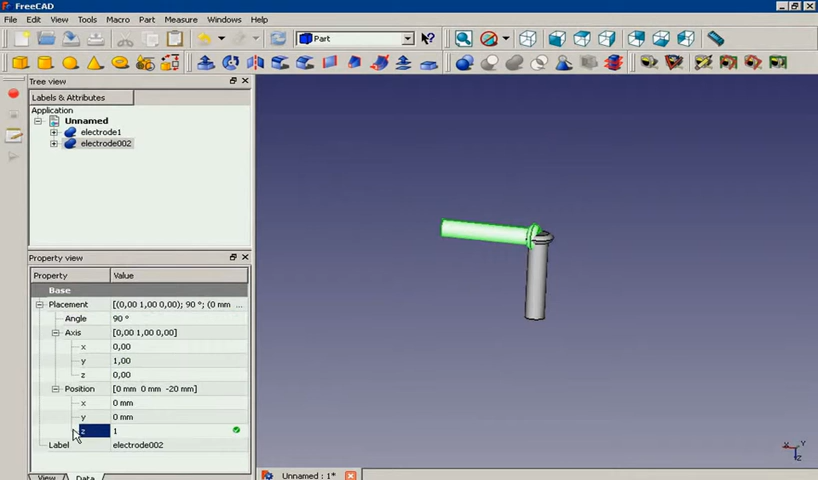 FreeCAD
File Edit View Tools Macro Part Measure Windows Help
Part
Tree view
Labels & Attributes
Application
Unnamed
electrode1
electrode002
Property view
Property Value
Base
Placement [(0,00 1,00 0,00); 90 °; (0 mm ...
Angle 90 °
Axis [0,00 1,00 0,00]
x 0,00
y 1,00
z 0,00
Position [0 mm 0 mm -20 mm]
x 0 mm
y 0 mm
z 1
Label electrode002
View Data
Unnamed : 1*
X Y
Z